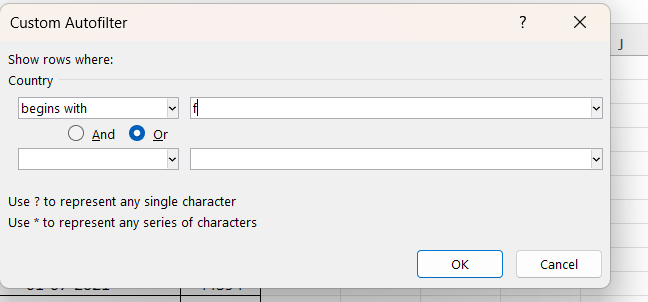 Custom Autofilter ? X
J
Show rows where:
Country
begins with f
And Or
Use ? to represent any single character
Use * to represent any series of characters
OK Cancel